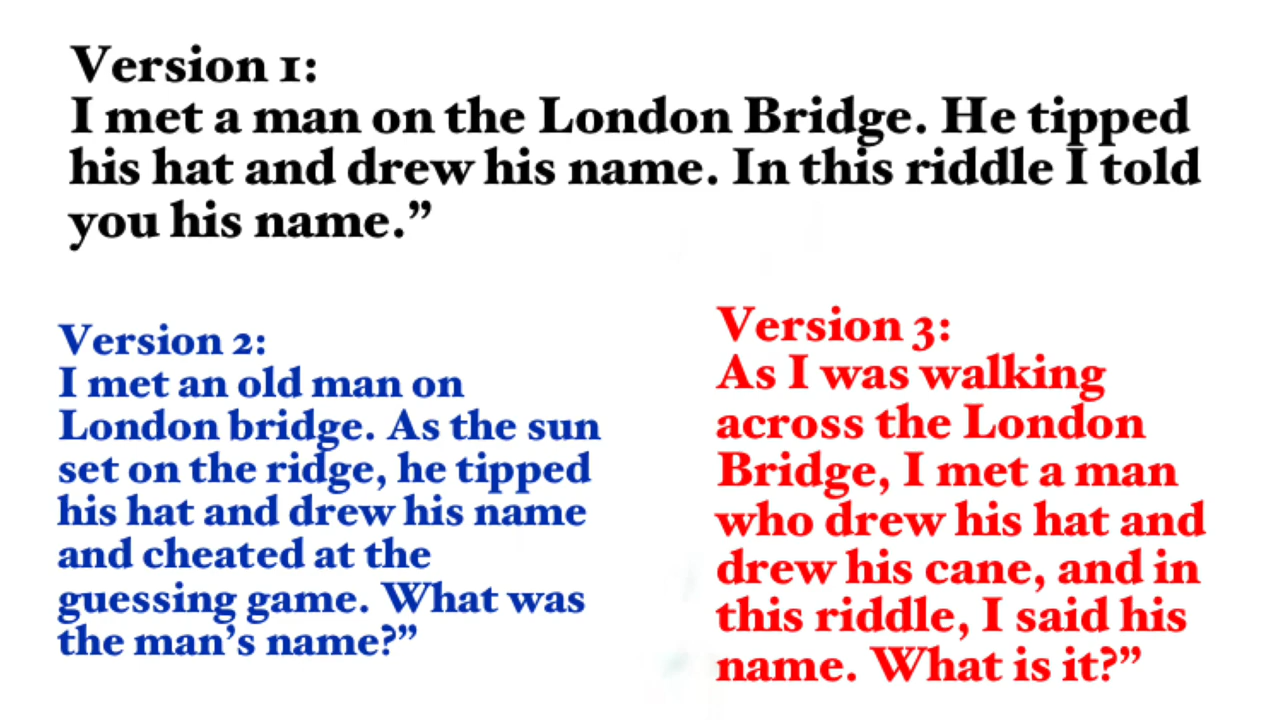 Version 1:
I met a man on the London Bridge. He tipped
his hat and drew his name. In this riddle I told
you his name.”
Version 2:
I met an old man on
London bridge. As the sun
set on the ridge, he tipped
his hat and drew his name
and cheated at the
guessing game. What was
the man’s name?”
Version 3:
As I was walking
across the London
Bridge, I met a man
who drew his hat and
drew his cane, and in
this riddle, I said his
name. What is it?”